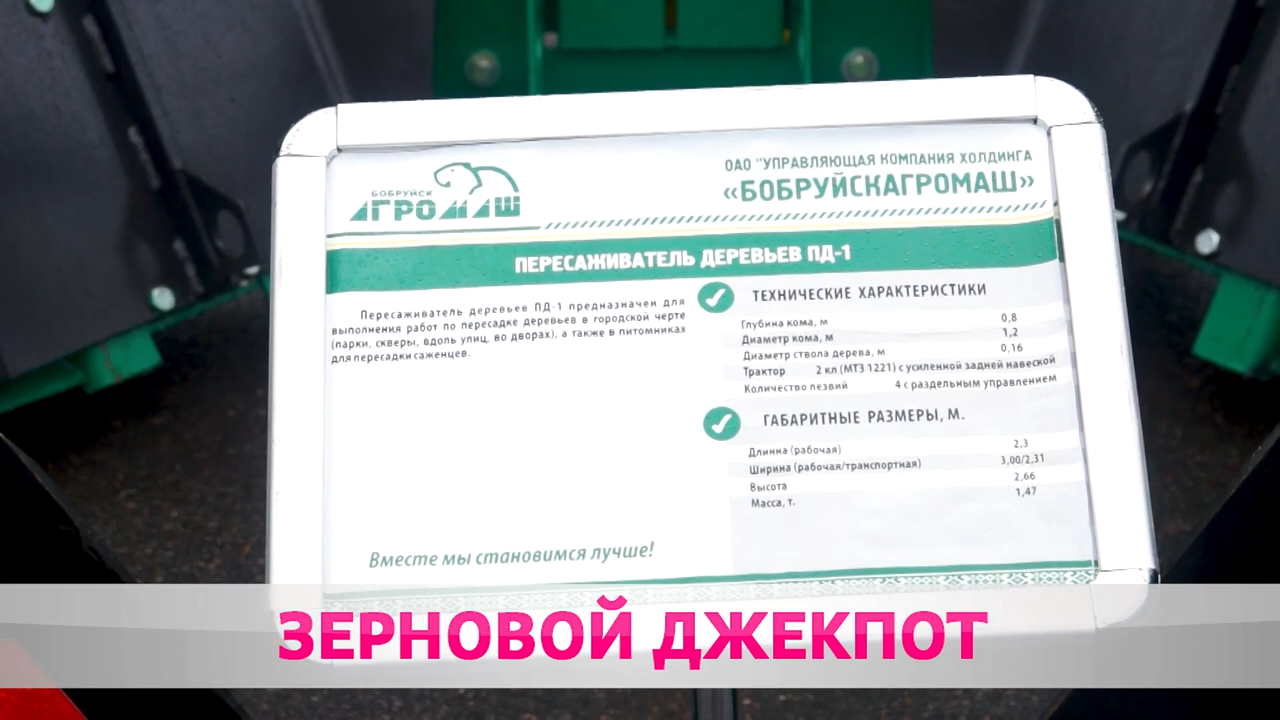 БОБРУЙСК
АГРОМАШ
ОАО "УПРАВЛЯЮЩАЯ КОМПАНИЯ ХОЛДИНГА
«БОБРУЙСКАГРОМАШ»
ПЕРЕСАЖИВАТЕЛЬ ДЕРЕВЬЕВ ПД-1
Пересаживатель деревьев ПД-1 предназначен для
выполнения работ по пересадке деревьев в городской черте
(парки, скверы, вдоль улиц, во дворах), а также в питомниках
для пересадки саженцев.
ТЕХНИЧЕСКИЕ ХАРАКТЕРИСТИКИ
Глубина кома, м 0,8
Диаметр кома, м 1,2
Диаметр ствола дерева, м 0,16
Трактор 2 кл (МТЗ 1221) с усиленной задней навеской
Количество лезвий 4 с раздельным управлением
ГАБАРИТНЫЕ РАЗМЕРЫ, М.
Длинна (рабочая) 2,3
Ширина (рабочая/транспортная) 3,00/2,31
Высота 2,66
Масса, т. 1,47
Вместе мы становимся лучше!
ЗЕРНОВОЙ ДЖЕКПОТ